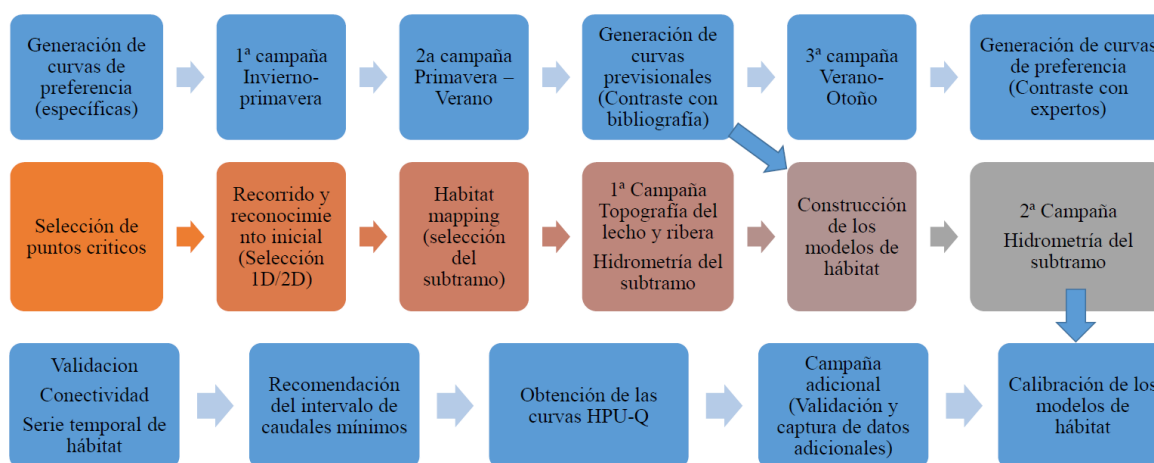 Generación de
curvas de
preferencia
(específicas)
1ª campaña
Invierno-
primavera
2a campaña
Primavera –
Verano
Generación de
curvas
previsionales
(Contraste con
bibliografía)
3ª campaña
Verano-
Otoño
Generación de curvas
de preferencia
(Contraste con
expertos)
Selección de
puntos criticos
Recorrido y
reconocimie
nto inicial
(Selección
1D/2D)
Habitat
mapping
(selección
del
subtramo)
1ª Campaña
Topografía del
lecho y ribera
Hidrometría del
subtramo
Construcción
de los
modelos de
hábitat
2ª Campaña
Hidrometría del
subtramo
Validacion
Conectividad
Serie temporal de
hábitat
Recomendación
del intervalo de
caudales mínimos
Obtención de las
curvas HPU-Q
Campaña
adicional
(Validación y
captura de datos
adicionales)
Calibración de los
modelos de
hábitat